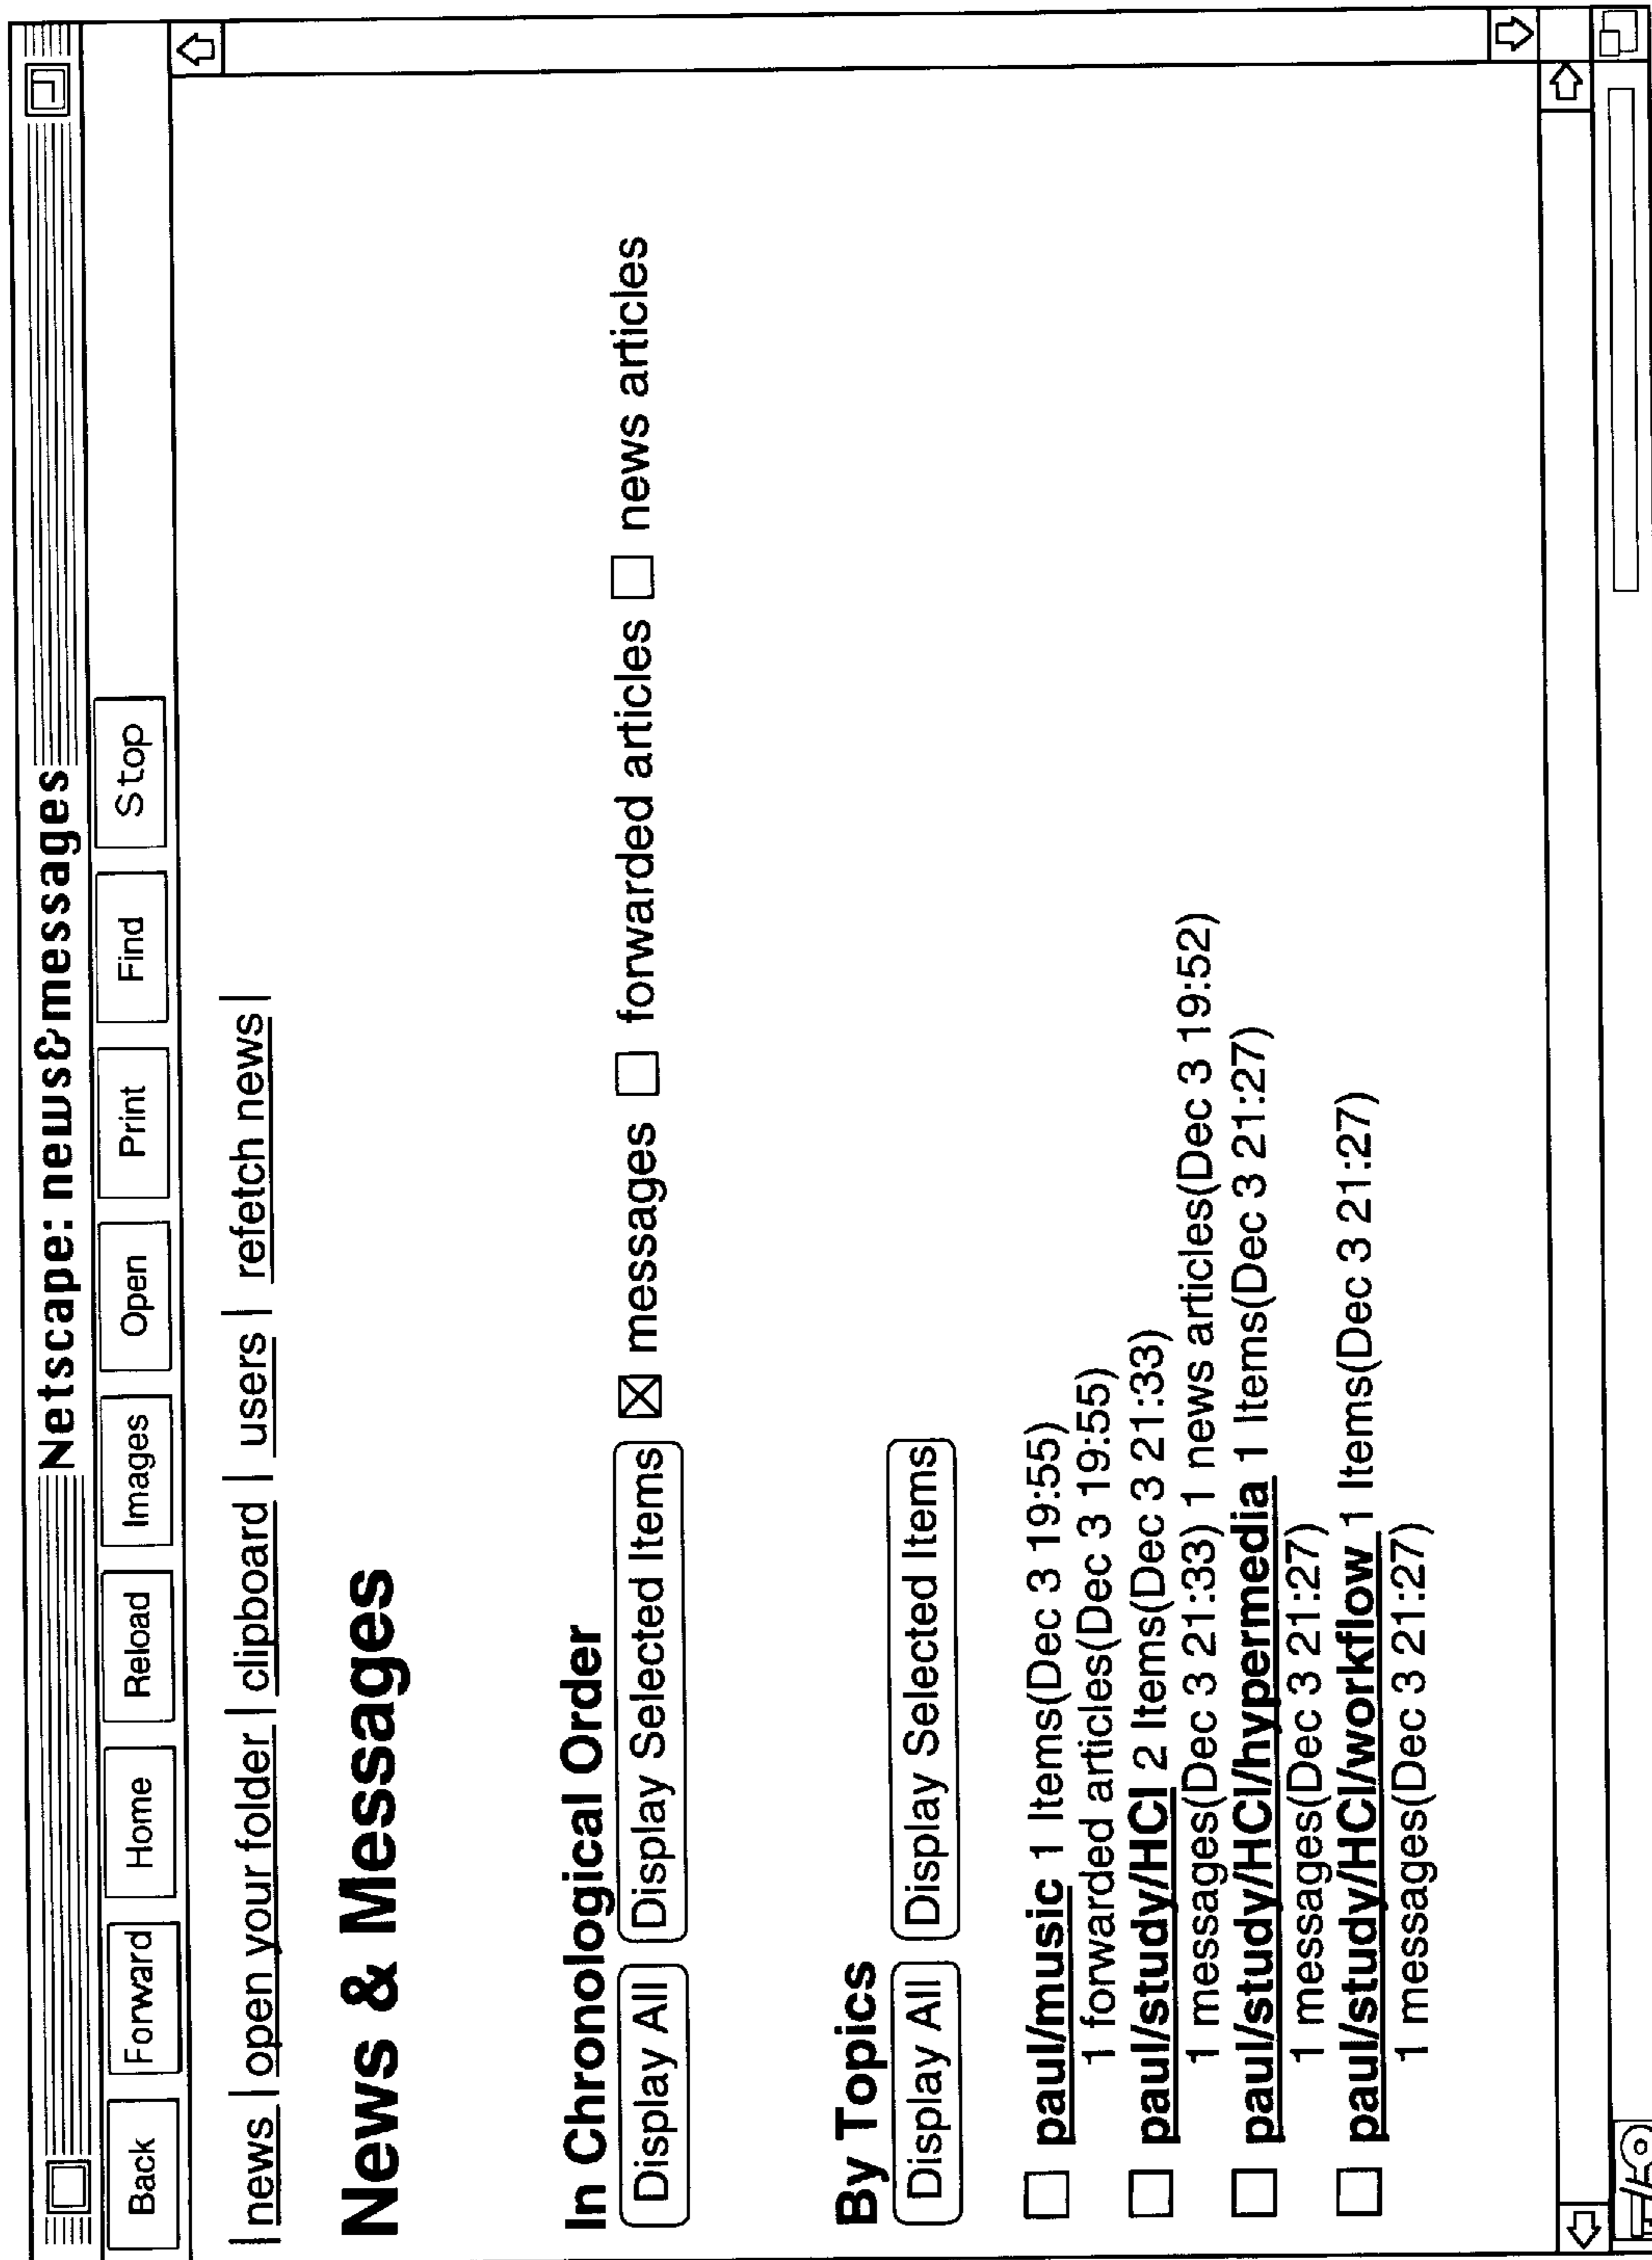 Netscape: news&messages
Back Forward Home Reload Images Open Print Find Stop
| news | open your folder | clipboard | users | refetch news |
News & Messages
In Chronological Order
Display All Display Selected Items ☒ messages ☐ forwarded articles ☐ news articles
By Topics
Display All Display Selected Items
☐ paul/music 1 Items(Dec 3 19:55)
1 forwarded articles(Dec 3 19:55)
☐ paul/study/HCI 2 Items(Dec 3 21:33)
1 messages(Dec 3 21:33) 1 news articles(Dec 3 19:52)
☐ paul/study/HCI/hypermedia 1 Items(Dec 3 21:27)
1 messages(Dec 3 21:27)
☐ paul/study/HCI/workflow 1 Items(Dec 3 21:27)
1 messages(Dec 3 21:27)